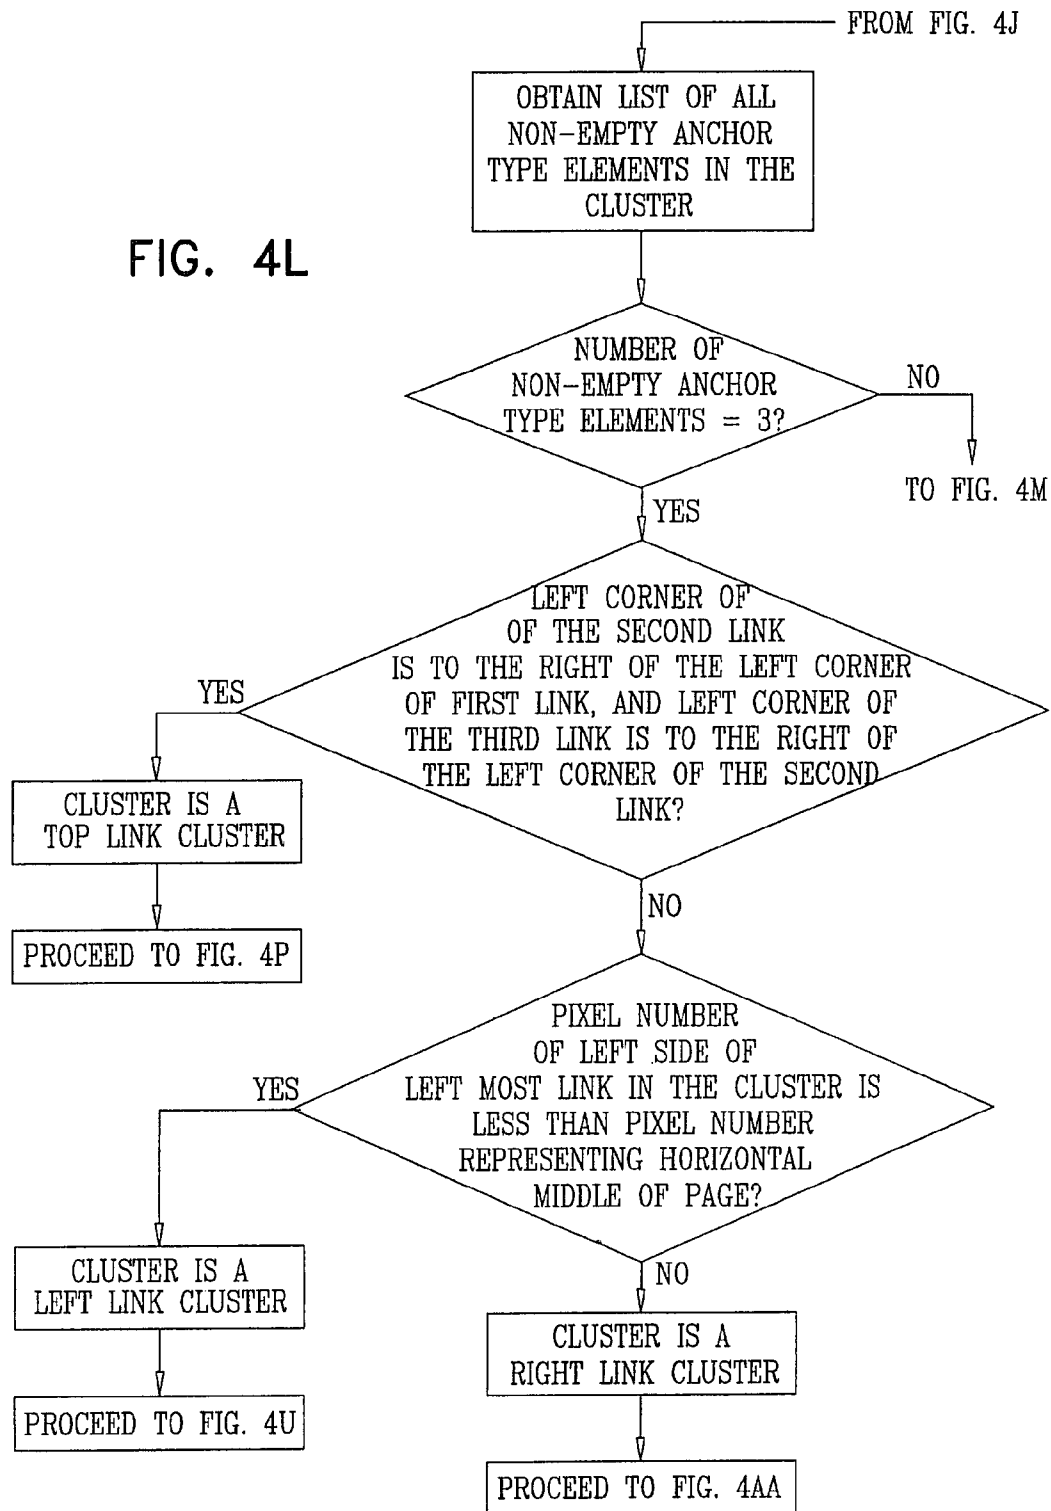 FROM FIG. 4J
OBTAIN LIST OF ALL
NON-EMPTY ANCHOR
TYPE ELEMENTS IN THE
CLUSTER
FIG. 4L
NUMBER OF
NON-EMPTY ANCHOR
TYPE ELEMENTS = 3?
NO
TO FIG. 4M
YES
LEFT CORNER OF
OF THE SECOND LINK
IS TO THE RIGHT OF THE LEFT CORNER
OF FIRST LINK, AND LEFT CORNER OF
THE THIRD LINK IS TO THE RIGHT OF
THE LEFT CORNER OF THE SECOND
LINK?
YES
CLUSTER IS A
TOP LINK CLUSTER
PROCEED TO FIG. 4P
NO
PIXEL NUMBER
OF LEFT SIDE OF
LEFT MOST LINK IN THE CLUSTER IS
LESS THAN PIXEL NUMBER
REPRESENTING HORIZONTAL
MIDDLE OF PAGE?
YES
CLUSTER IS A
LEFT LINK CLUSTER
PROCEED TO FIG. 4U
NO
CLUSTER IS A
RIGHT LINK CLUSTER
PROCEED TO FIG. 4AA